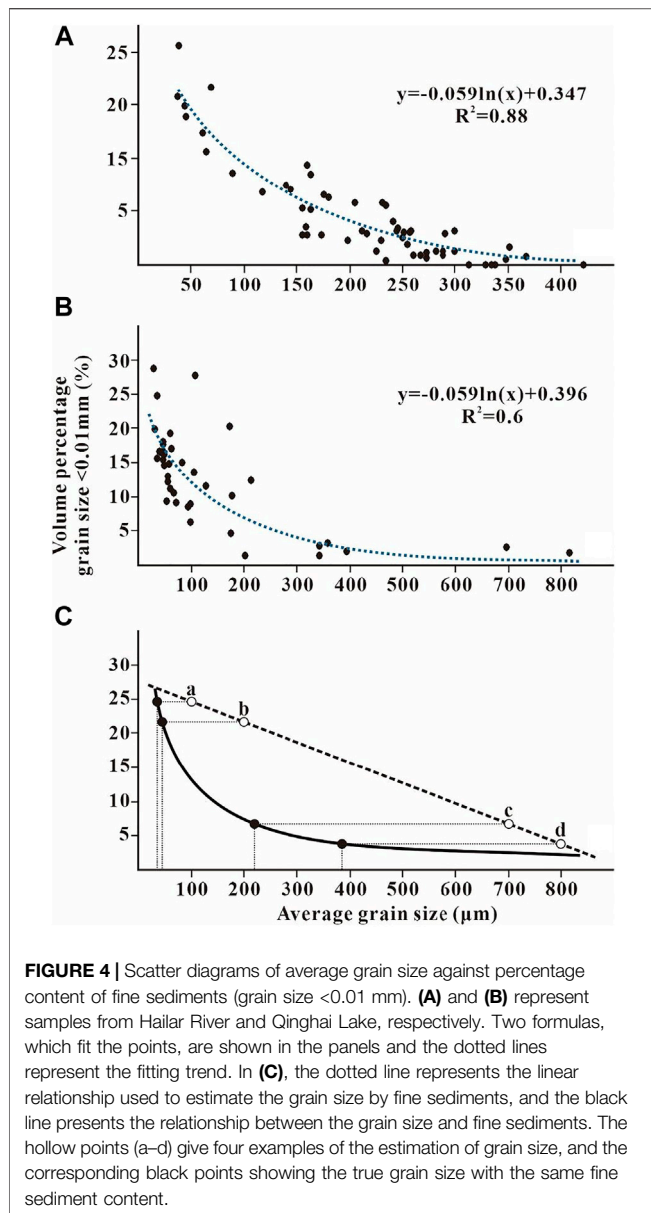 A
25
20
15
5
y=-0.059ln(x)+0.347
R²=0.88
50 100 150 200 250 300 350 400
B
Volume percentage
grain size <0.01mm (%)
30
25
20
15
10
5
y=-0.059ln(x)+0.396
R²=0.6
100 200 300 400 500 600 700 800
C
30
25
20
15
10
5
a
b
c
d
100 200 300 400 500 600 700 800
Average grain size (μm)
FIGURE 4 | Scatter diagrams of average grain size against percentage
content of fine sediments (grain size <0.01 mm). (A) and (B) represent
samples from Hailar River and Qinghai Lake, respectively. Two formulas,
which fit the points, are shown in the panels and the dotted lines
represent the fitting trend. In (C), the dotted line represents the linear
relationship used to estimate the grain size by fine sediments, and the black
line presents the relationship between the grain size and fine sediments. The
hollow points (a–d) give four examples of the estimation of grain size, and the
corresponding black points showing the true grain size with the same fine
sediment content.